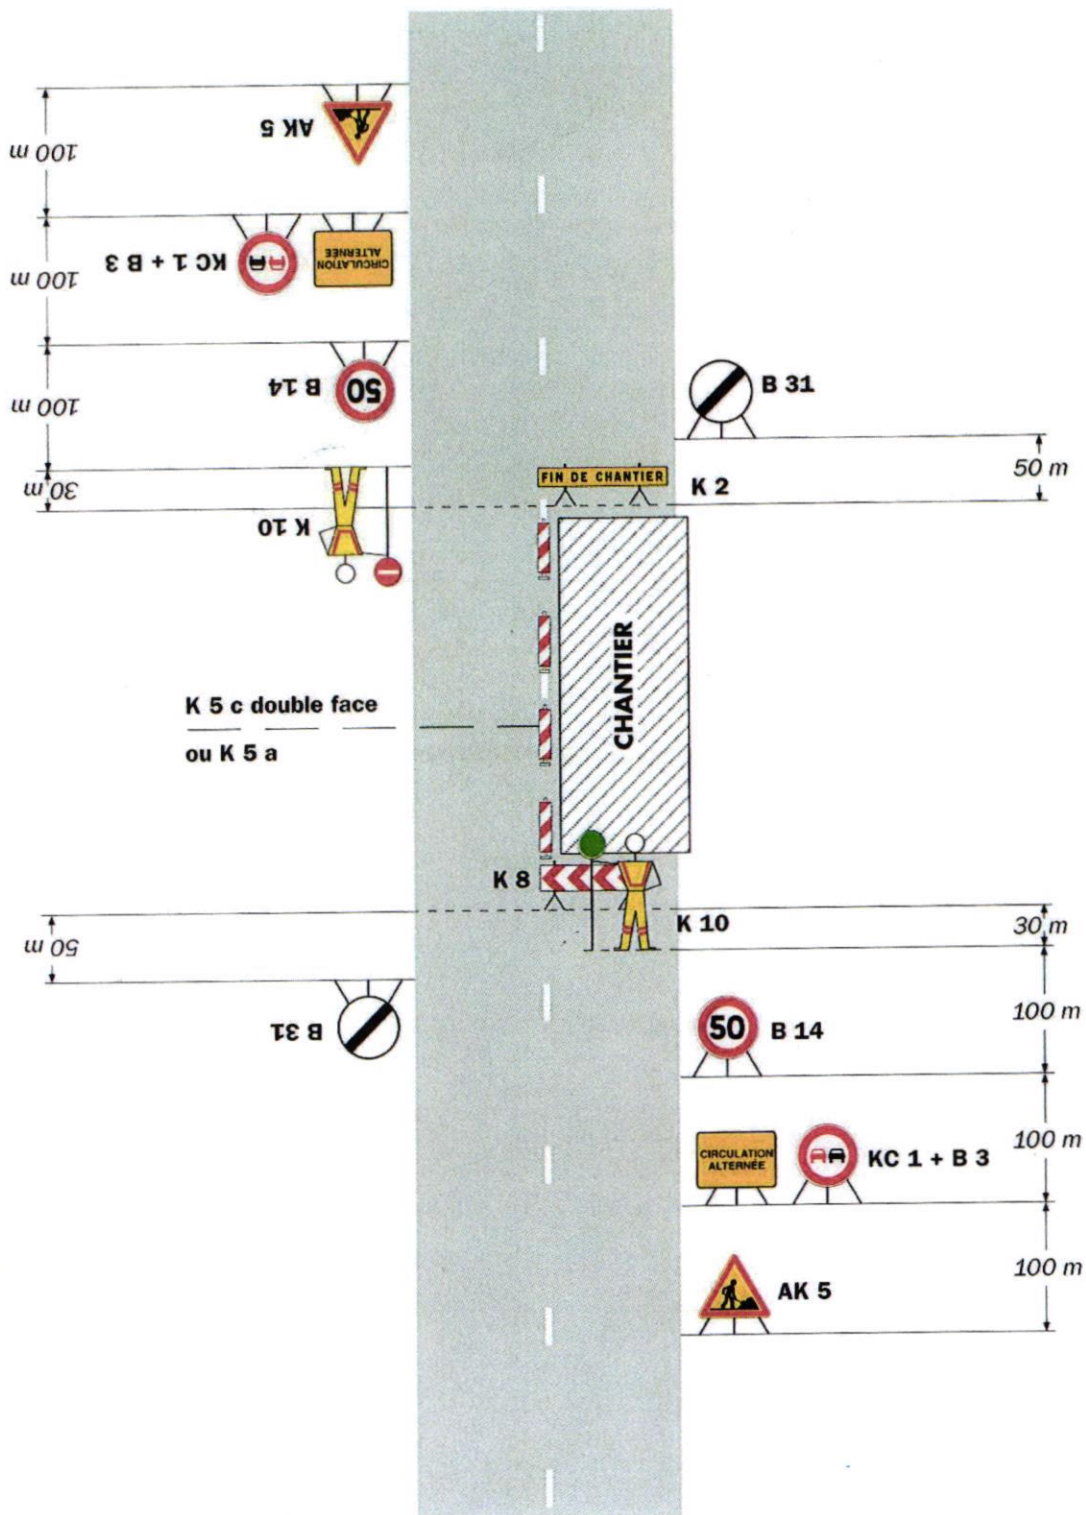 AK 5
100 m
CIRCULATION
ALTERNÉE
KC 1 + B 3
100 m
50
B 14
100 m
B 31
50 m
FIN DE CHANTIER
K 2
30 m
K 10
CHANTIER
K 5 c double face
ou K 5 a
K 8
K 10
30 m
50 m
B 31
50
B 14
100 m
CIRCULATION
ALTERNÉE
KC 1 + B 3
100 m
AK 5
100 m